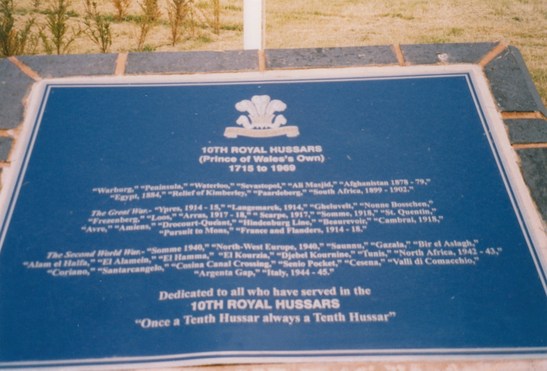 10TH ROYAL HUSSARS
(Prince of Wales's Own)
1715 to 1969
"Warburg," "Peninsula," "Waterloo," "Sevastopol," "Ali Masjid," "Afghanistan 1878 - 79,"
"Egypt, 1884," "Relief of Kimberley," "Paardeberg," "South Africa, 1899 - 1902."
The Great War.- "Ypres, 1914 - 15," "Langemarck, 1914," "Gheluvelt," "Nonne Bosschen,"
"Frezenberg," "Loos," "Arras, 1917 - 18," "Scarpe, 1917," "Somme, 1918," "St. Quentin,"
"Avre," "Amiens," "Drocourt-Quéant," "Hindenburg Line," "Beaurevoir," "Cambrai, 1918,"
"Pursuit to Mons," "France and Flanders, 1914 - 18."
The Second World War.- "Somme 1940," "North-West Europe, 1940," "Saunnu," "Gazala," "Bir el Aslagh,"
"Alam el Halfa," "El Alamein," "El Hamma," "El Kourzia," "Djebel Kournine," "Tunis," "North Africa, 1942 - 43,"
"Coriano," "Santarcangelo," "Cosina Canal Crossing," "Senio Pocket," "Cesena," "Valli di Comacchio,"
"Argenta Gap," "Italy, 1944 - 45."
Dedicated to all who have served in the
10TH ROYAL HUSSARS
"Once a Tenth Hussar always a Tenth Hussar"